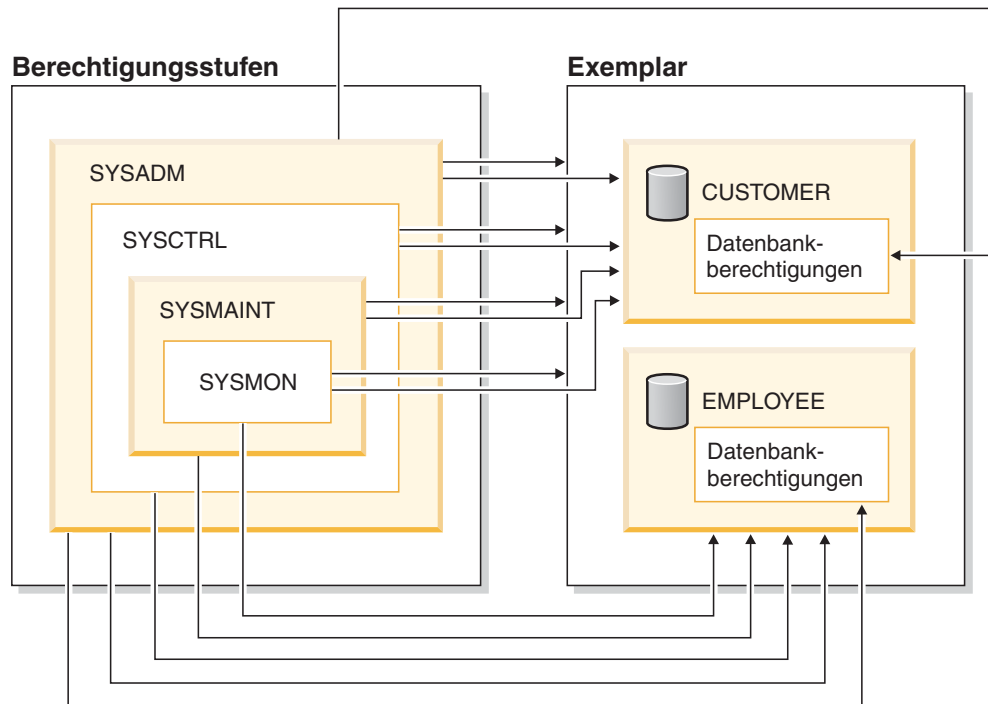 Berechtigungsstufen
SYSADM
SYSCTRL
SYSMAINT
SYSMON
Exemplar
CUSTOMER
Datenbank-
berechtigungen
EMPLOYEE
Datenbank-
berechtigungen